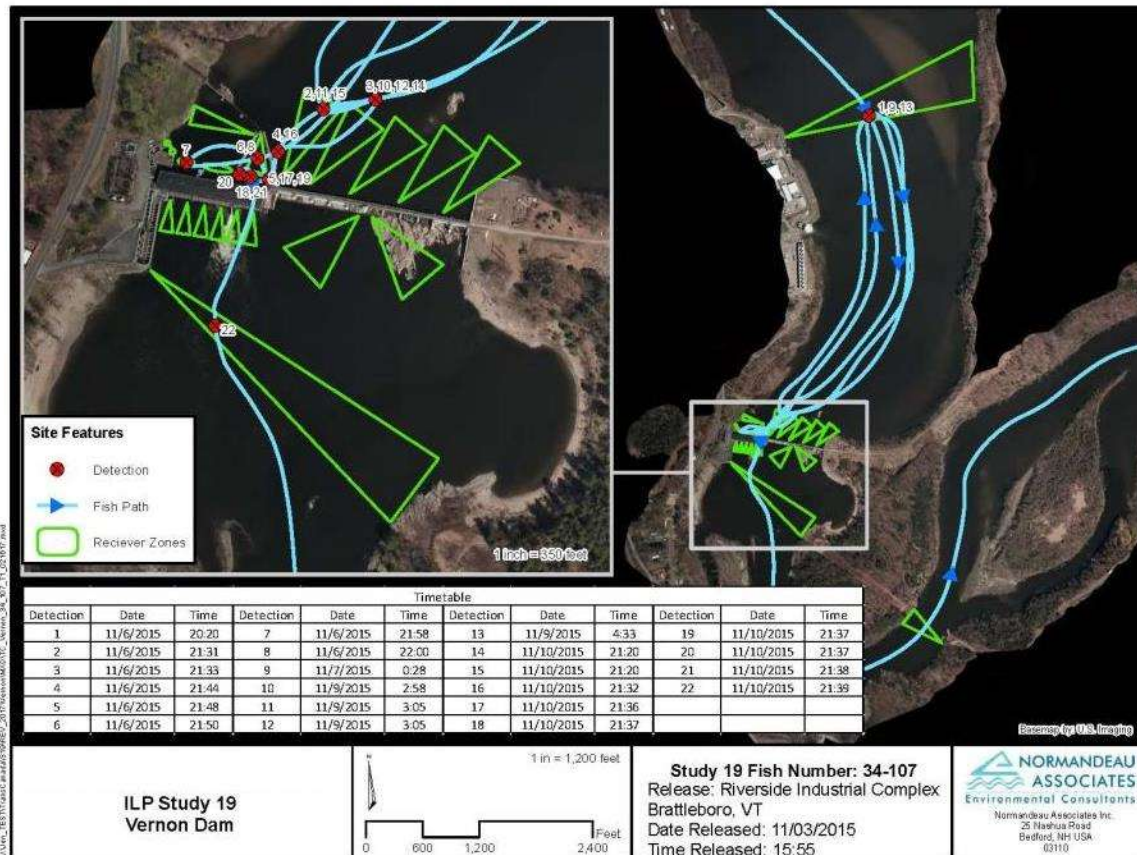 2,11,15
3,10,12,14
4,16
6,8
7
5,17,19
20
18,21
22
1,9,13
Site Features
Detection
Fish Path
Reciever Zones
1 inch = 350 feet
Timetable
Detection Date Time Detection Date Time Detection Date Time Detection Date Time
1 11/6/2015 20:20 7 11/6/2015 21:58 13 11/9/2015 4:33 19 11/10/2015 21:37
2 11/6/2015 21:31 8 11/6/2015 22:00 14 11/10/2015 21:20 20 11/10/2015 21:37
3 11/6/2015 21:33 9 11/7/2015 0:28 15 11/10/2015 21:20 21 11/10/2015 21:38
4 11/6/2015 21:44 10 11/9/2015 2:58 16 11/10/2015 21:32 22 11/10/2015 21:39
5 11/6/2015 21:48 11 11/9/2015 3:05 17 11/10/2015 21:36
6 11/6/2015 21:50 12 11/9/2015 3:05 18 11/10/2015 21:37
Basemap by: U.S. Imaging
ILP Study 19
Vernon Dam
N
1 in = 1,200 feet
Feet
0 600 1,200 2,400
Study 19 Fish Number: 34-107
Release: Riverside Industrial Complex
Brattleboro, VT
Date Released: 11/03/2015
Time Released: 15:55
NORMANDEAU
ASSOCIATES
Environmental Consultants
Normandeau Associates Inc.
25 Nashua Road
Bedford, NH USA
03110